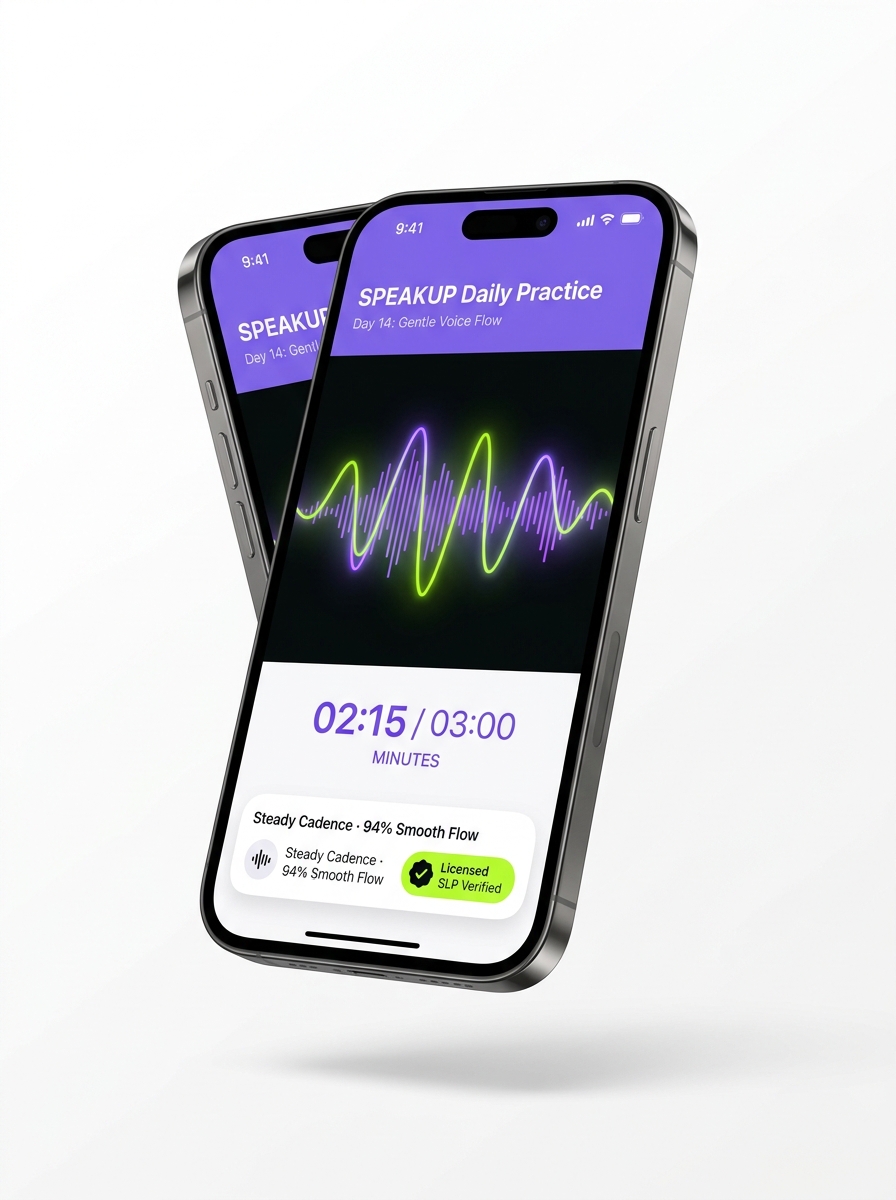 9:41
SPEAKUP
Dey 14: Gentl
9:41
SPEAKUP Daily Practice
Day 14: Gentle Voice Flow
02:15 / 03:00
MINUTES
Steady Cadence · 94% Smooth Flow
Steady Cadence ·
94% Smooth Flow
Licensed
SLP Verified